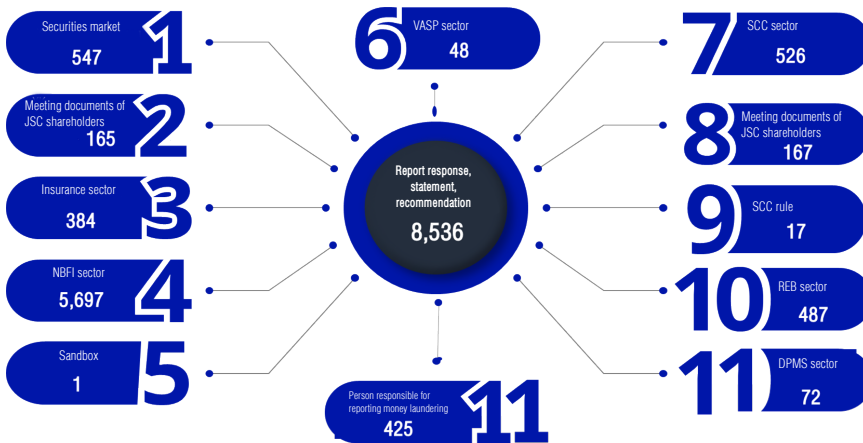 Securities market
547
1
Meeting documents of
JSC shareholders
165
2
Insurance sector
384
3
NBFI sector
5,697
4
Sandbox
1
5
6
VASP sector
48
Report response,
statement,
recommendation
8,536
Person responsible for
reporting money laundering
425
11
7
SCC sector
526
8
Meeting documents of
JSC shareholders
167
9
SCC rule
17
10
REB sector
487
11
DPMS sector
72